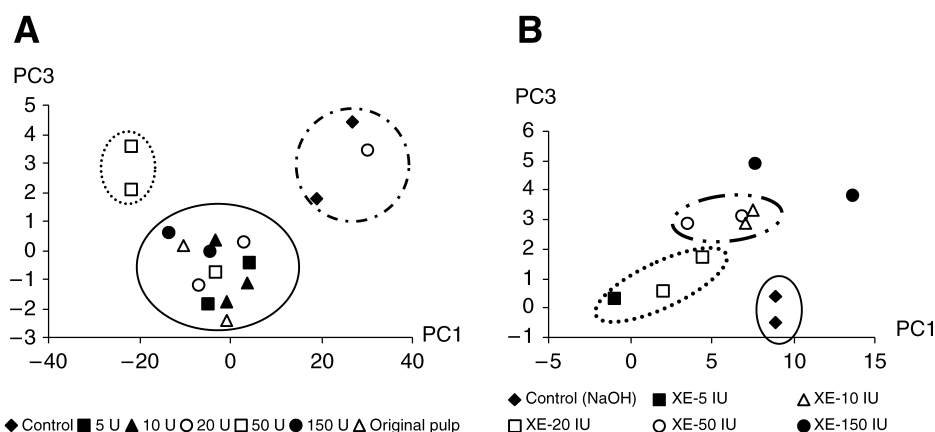 A
PC3
5
4
3
2
1
0
−1
−2
−3
−40 −20 0 20 40
PC1
◆ Control ■ 5 U ▲ 10 U ○ 20 U □ 50 U ● 150 U △ Original pulp
B
PC3
6
5
4
3
2
1
0
−1
−5 0 5 10 15
PC1
◆ Control (NaOH) ■ XE-5 IU △ XE-10 IU
□ XE-20 IU ○ XE-50 IU ● XE-150 IU